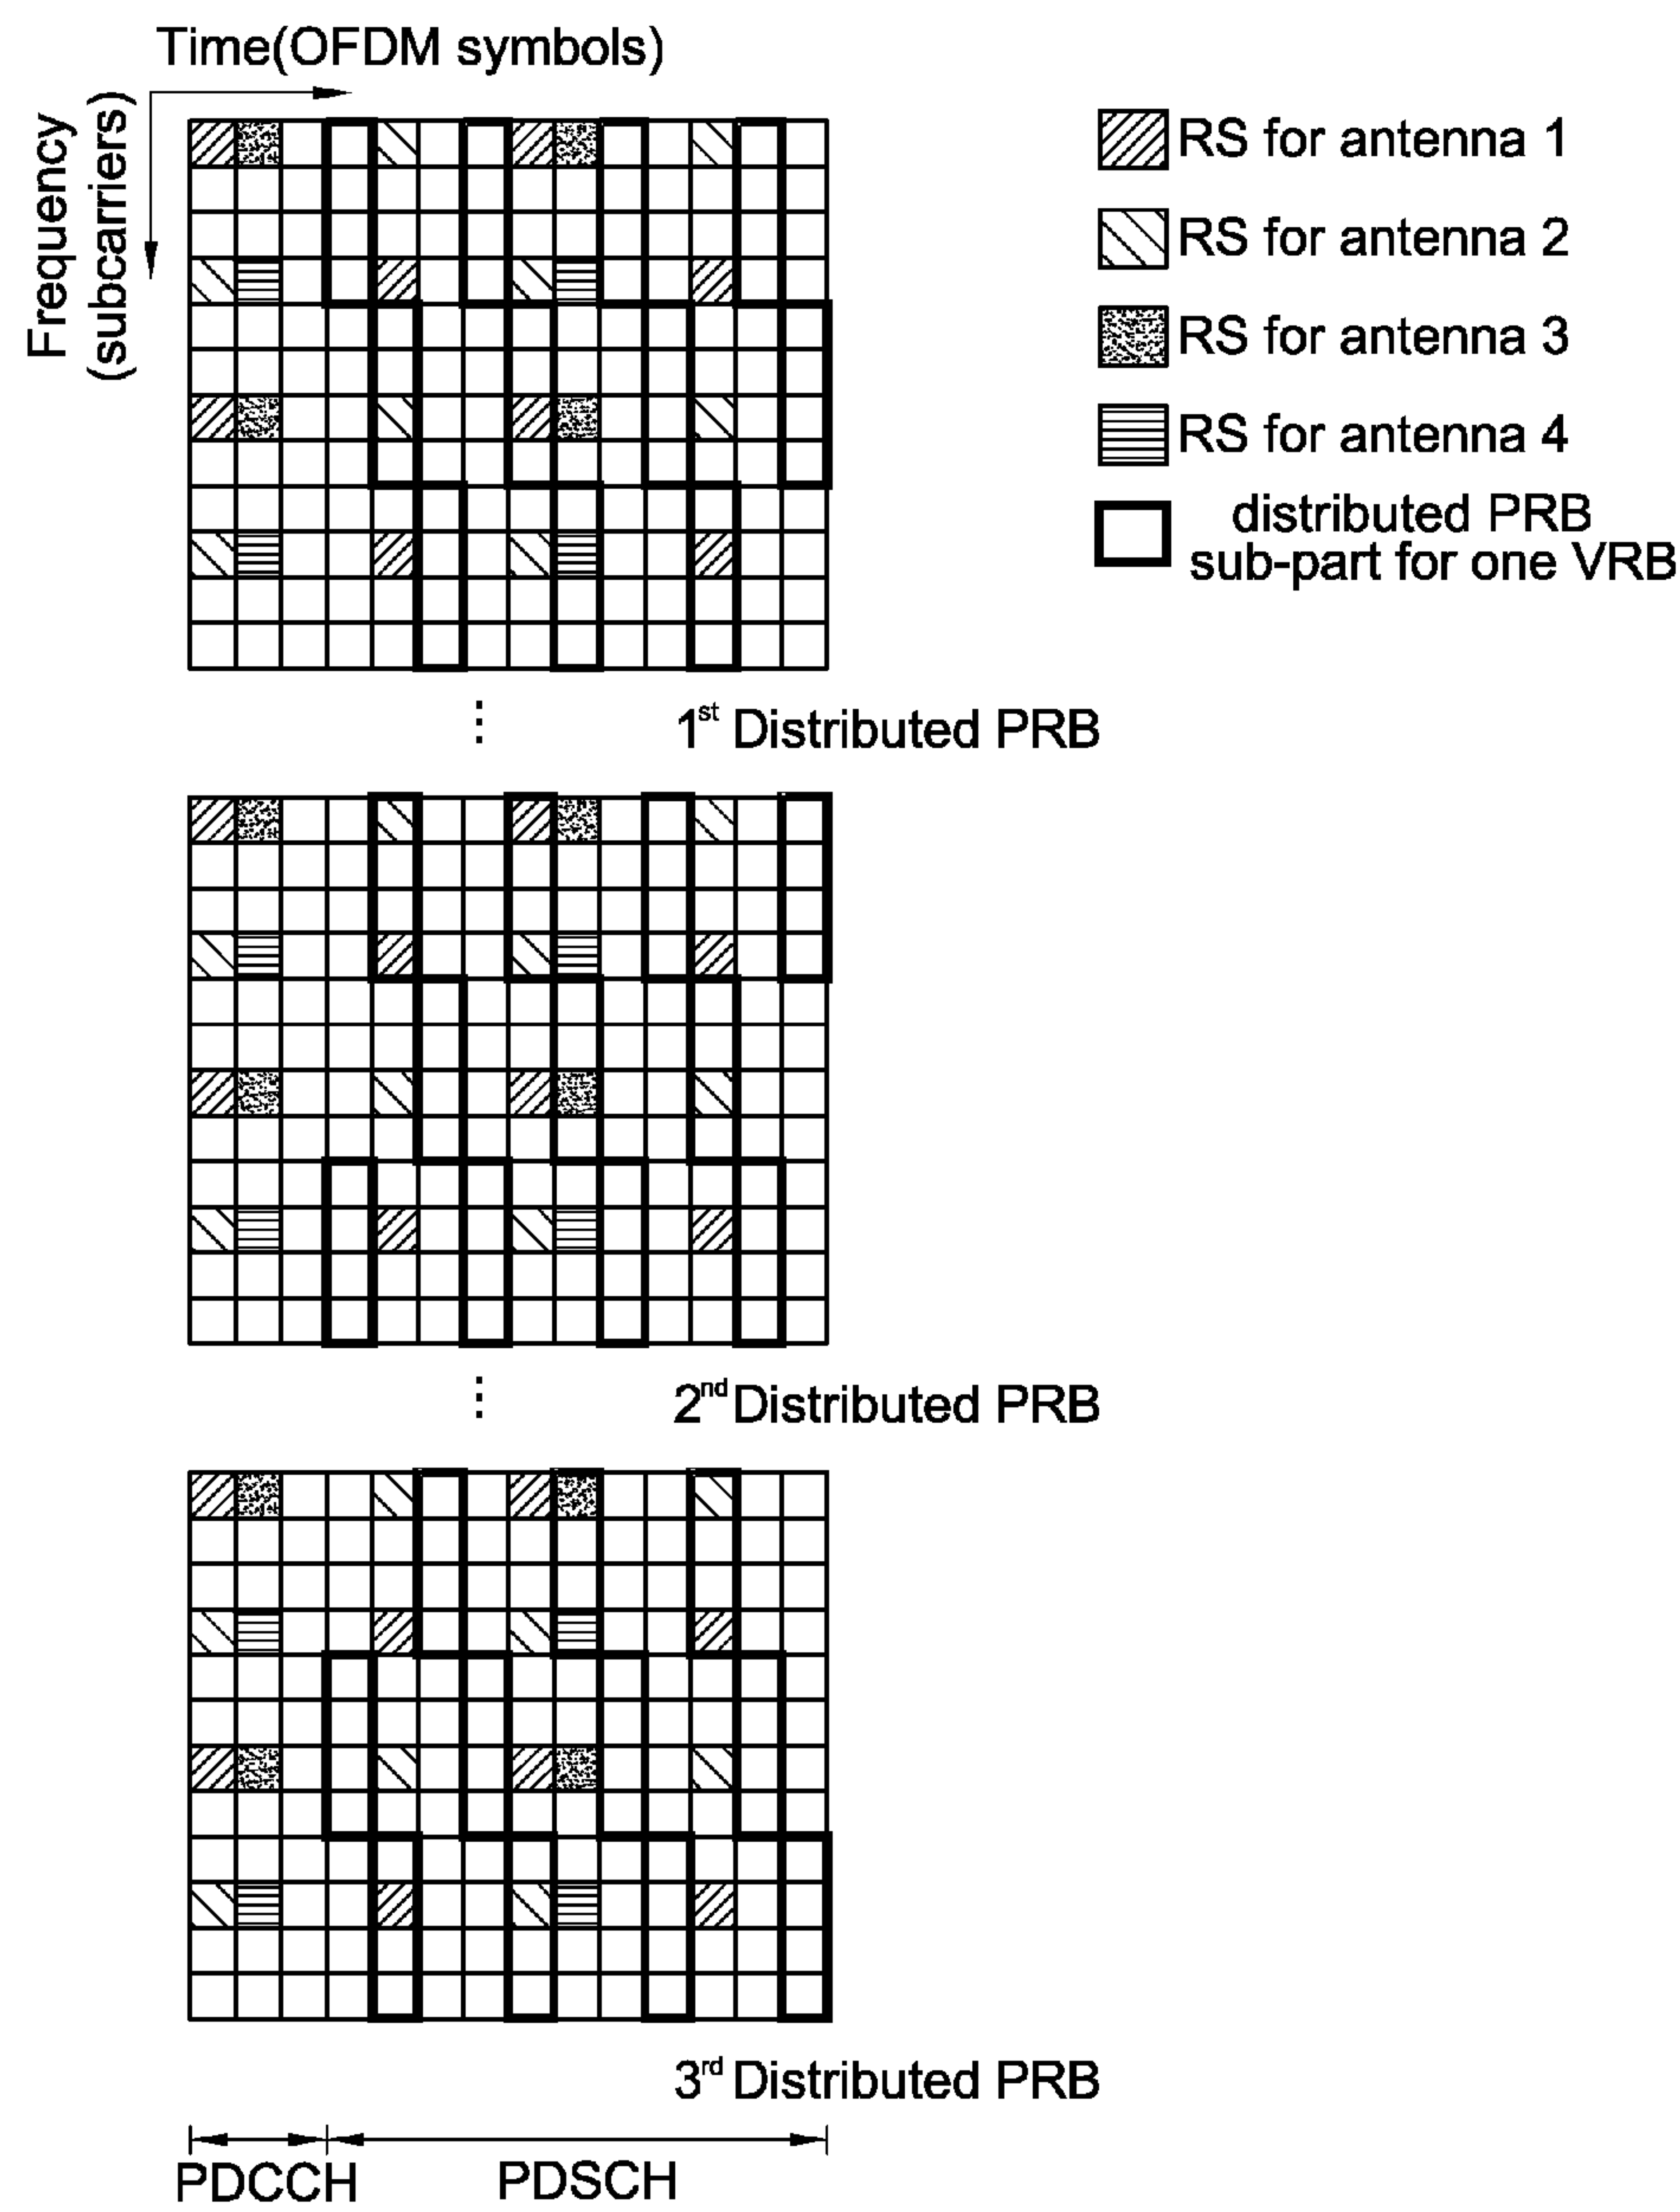 Time(OFDM symbols)
Frequency
(subcarriers)
RS for antenna 1
RS for antenna 2
RS for antenna 3
RS for antenna 4
distributed PRB
sub-part for one VRB
1st Distributed PRB
2nd Distributed PRB
3rd Distributed PRB
PDCCH
PDSCH